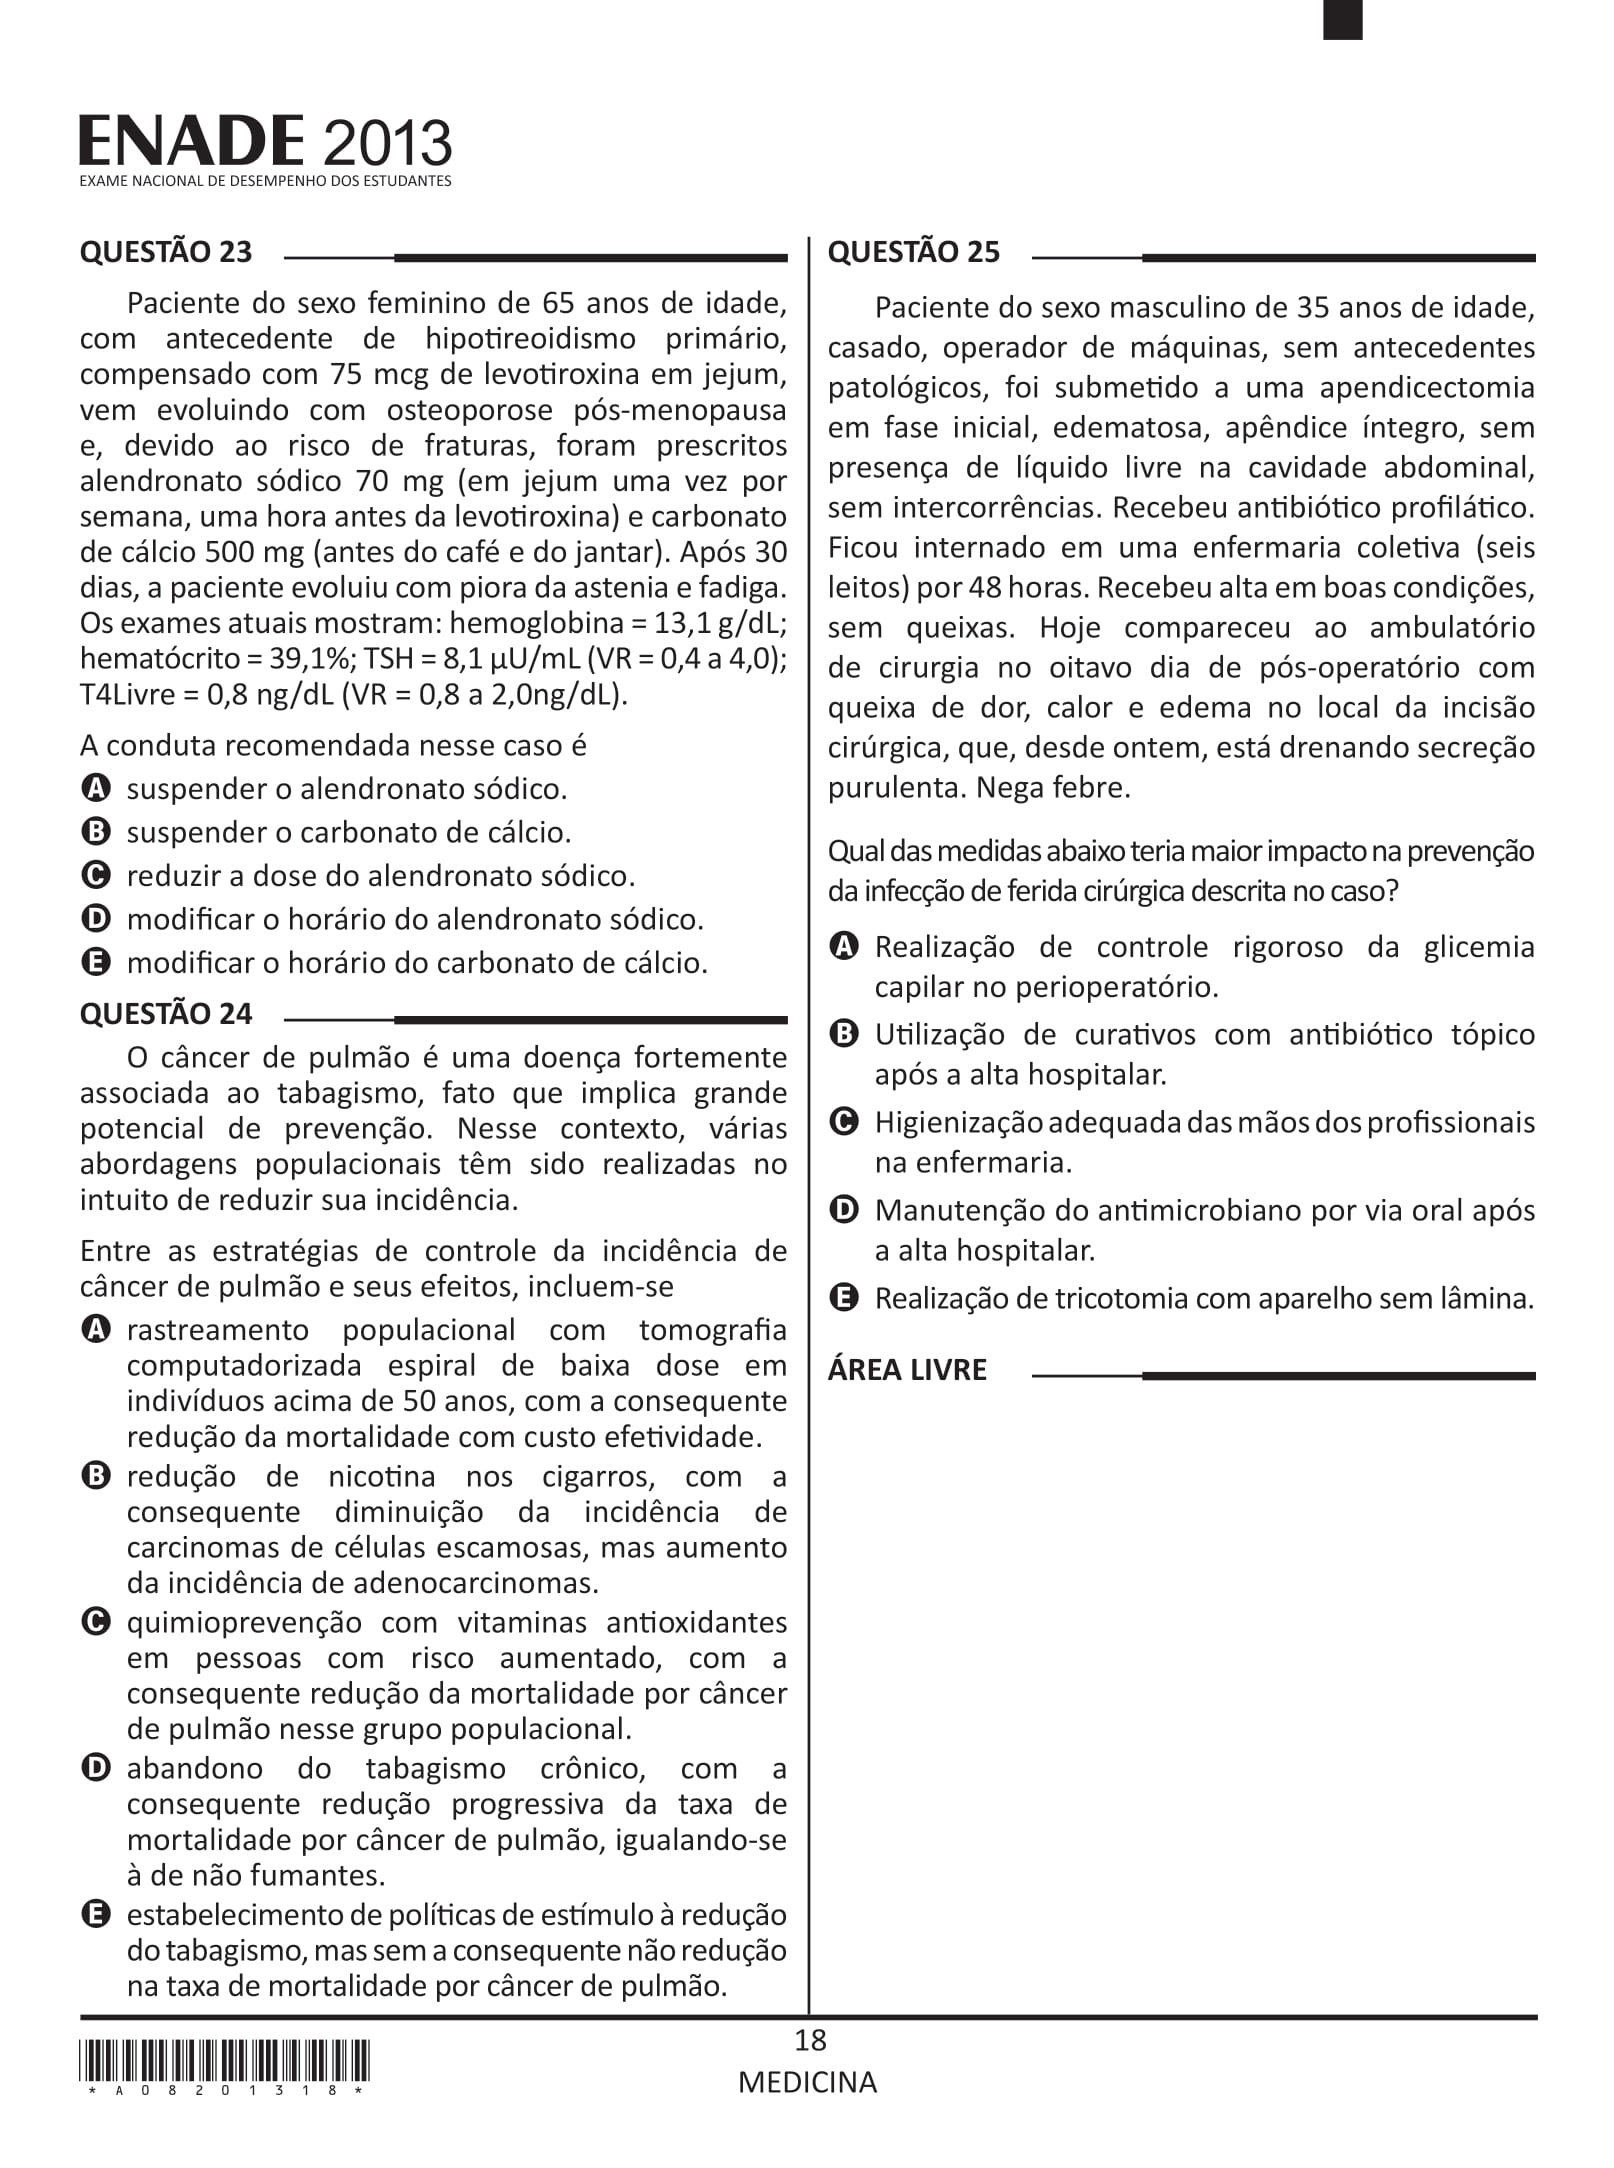 ENADE 2013
EXAME NACIONAL DE DESEMPENHO DOS ESTUDANTES
QUESTÃO 23
Paciente do sexo feminino de 65 anos de idade,
com antecedente de hipotireoidismo primário,
compensado com 75 mcg de levotiroxina em jejum,
vem evoluindo com osteoporose pós-menopausa
e, devido ao risco de fraturas, foram prescritos
alendronato sódico 70 mg (em jejum uma vez por
semana, uma hora antes da levotiroxina) e carbonato
de cálcio 500 mg (antes do café e do jantar). Após 30
dias, a paciente evoluiu com piora da astenia e fadiga.
Os exames atuais mostram: hemoglobina = 13,1 g/dL;
hematócrito = 39,1%; TSH = 8,1 µU/mL (VR = 0,4 a 4,0);
T4Livre = 0,8 ng/dL (VR = 0,8 a 2,0ng/dL).
A conduta recomendada nesse caso é
A suspender o alendronato sódico.
B suspender o carbonato de cálcio.
C reduzir a dose do alendronato sódico.
D modificar o horário do alendronato sódico.
E modificar o horário do carbonato de cálcio.
QUESTÃO 24
O câncer de pulmão é uma doença fortemente
associada ao tabagismo, fato que implica grande
potencial de prevenção. Nesse contexto, várias
abordagens populacionais têm sido realizadas no
intuito de reduzir sua incidência.
Entre as estratégias de controle da incidência de
câncer de pulmão e seus efeitos, incluem-se
A rastreamento populacional com tomografia
computadorizada espiral de baixa dose em
indivíduos acima de 50 anos, com a consequente
redução da mortalidade com custo efetividade.
B redução de nicotina nos cigarros, com a
consequente diminuição da incidência de
carcinomas de células escamosas, mas aumento
da incidência de adenocarcinomas.
C quimioprevenção com vitaminas antioxidantes
em pessoas com risco aumentado, com a
consequente redução da mortalidade por câncer
de pulmão nesse grupo populacional.
D abandono do tabagismo crônico, com a
consequente redução progressiva da taxa de
mortalidade por câncer de pulmão, igualando-se
à de não fumantes.
E estabelecimento de políticas de estímulo à redução
do tabagismo, mas sem a consequente não redução
na taxa de mortalidade por câncer de pulmão.
QUESTÃO 25
Paciente do sexo masculino de 35 anos de idade,
casado, operador de máquinas, sem antecedentes
patológicos, foi submetido a uma apendicectomia
em fase inicial, edematosa, apêndice íntegro, sem
presença de líquido livre na cavidade abdominal,
sem intercorrências. Recebeu antibiótico profilático.
Ficou internado em uma enfermaria coletiva (seis
leitos) por 48 horas. Recebeu alta em boas condições,
sem queixas. Hoje compareceu ao ambulatório
de cirurgia no oitavo dia de pós-operatório com
queixa de dor, calor e edema no local da incisão
cirúrgica, que, desde ontem, está drenando secreção
purulenta. Nega febre.
Qual das medidas abaixo teria maior impacto na prevenção
da infecção de ferida cirúrgica descrita no caso?
A Realização de controle rigoroso da glicemia
capilar no perioperatório.
B Utilização de curativos com antibiótico tópico
após a alta hospitalar.
C Higienização adequada das mãos dos profissionais
na enfermaria.
D Manutenção do antimicrobiano por via oral após
a alta hospitalar.
E Realização de tricotomia com aparelho sem lâmina.
ÁREA LIVRE
18
MEDICINA
*A08201318*